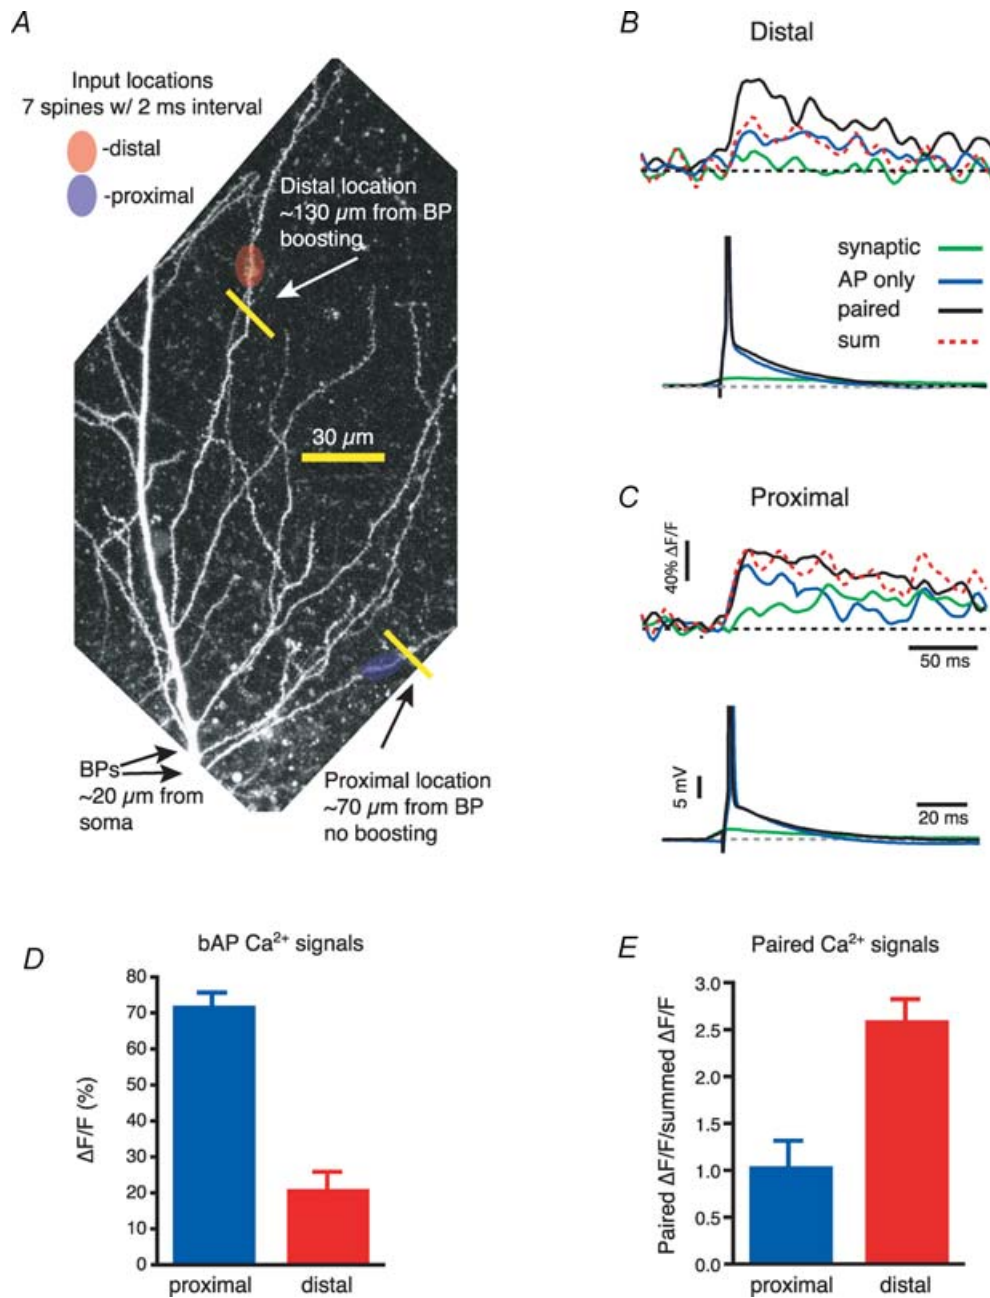 A
Input locations
7 spines w/ 2 ms interval
-distal
-proximal
Distal location
~130 µm from BP
boosting
30 µm
BPs
~20 µm from
soma
Proximal location
~70 µm from BP
no boosting
B
Distal
synaptic
AP only
paired
sum
C
Proximal
40% ΔF/F
50 ms
5 mV
20 ms
D
bAP Ca²⁺ signals
ΔF/F (%)
80
70
60
50
40
30
20
10
0
proximal
distal
E
Paired Ca²⁺ signals
Paired ΔF/F/summed ΔF/F
3.0
2.5
2.0
1.5
1.0
0.5
0.0
proximal
distal